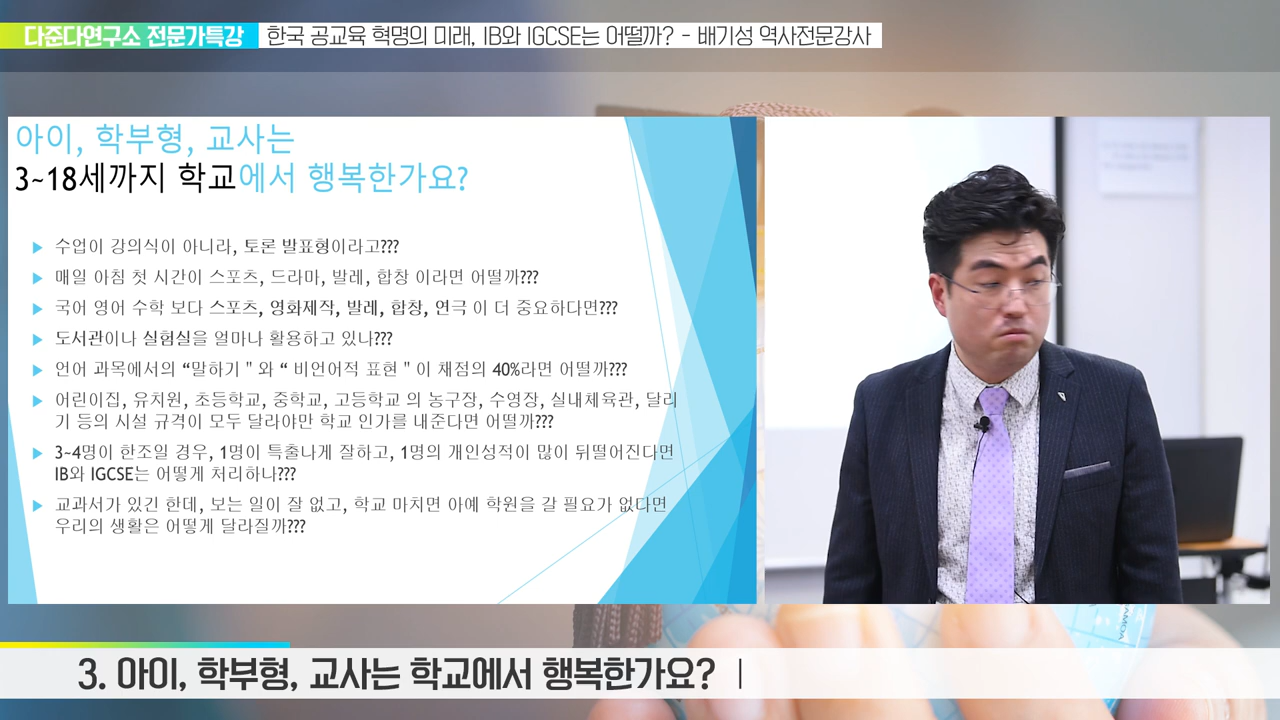 다준다연구소 전문가특강 한국 공교육 혁명의 미래, IB와 IGCSE는 어떨까? - 배기성 역사전문강사
아이, 학부형, 교사는
3~18세까지 학교에서 행복한가요?
▶ 수업이 강의식이 아니라, 토론 발표형이라고???
▶ 매일 아침 첫 시간이 스포츠, 드라마, 발레, 합창 이라면 어떨까???
▶ 국어 영어 수학 보다 스포츠, 영화제작, 발레, 합창, 연극 이 더 중요하다면???
▶ 도서관이나 실험실을 얼마나 활용하고 있나???
▶ 언어 과목에서의 “말하기 " 와 “ 비언어적 표현 " 이 채점의 40%라면 어떨까???
▶ 어린이집, 유치원, 초등학교, 중학교, 고등학교 의 농구장, 수영장, 실내체육관, 달리
기 등의 시설 규격이 모두 달라야만 학교 인가를 내준다면 어떨까???
▶ 3~4명이 한조일 경우, 1명이 특출나게 잘하고, 1명의 개인성적이 많이 뒤떨어진다면
IB와 IGCSE는 어떻게 처리하나???
▶ 교과서가 있긴 한데, 보는 일이 잘 없고, 학교 마치면 아예 학원을 갈 필요가 없다면
우리의 생활은 어떻게 달라질까???
SAMOA
3. 아이, 학부형, 교사는 학교에서 행복한가요? |